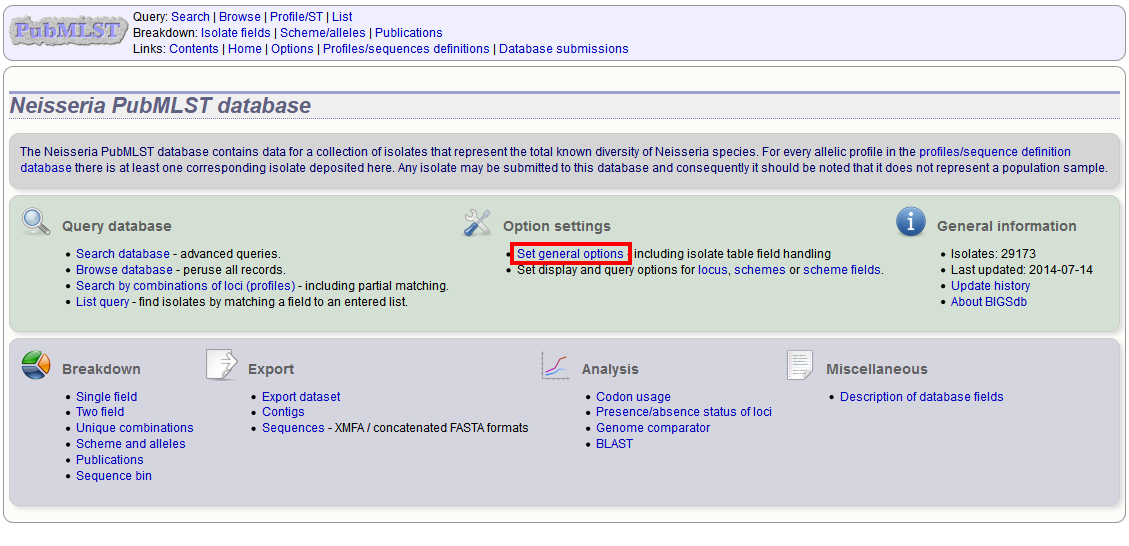 PubMLST
Query: Search | Browse | Profile/ST | List
Breakdown: Isolate fields | Scheme/alleles | Publications
Links: Contents | Home | Options | Profiles/sequences definitions | Database submissions
Neisseria PubMLST database
The Neisseria PubMLST database contains data for a collection of isolates that represent the total known diversity of Neisseria species. For every allelic profile in the profiles/sequence definition
database there is at least one corresponding isolate deposited here. Any isolate may be submitted to this database and consequently it should be noted that it does not represent a population sample.
Query database
• Search database - advanced queries.
• Browse database - peruse all records.
• Search by combinations of loci (profiles) - including partial matching.
• List query - find isolates by matching a field to an entered list.
Option settings
• Set general options - including isolate table field handling
• Set display and query options for locus, schemes or scheme fields.
General information
• Isolates: 29173
• Last updated: 2014-07-14
• Update history
• About BIGSdb
Breakdown
• Single field
• Two field
• Unique combinations
• Scheme and alleles
• Publications
• Sequence bin
Export
• Export dataset
• Contigs
• Sequences - XMFA / concatenated FASTA formats
Analysis
• Codon usage
• Presence/absence status of loci
• Genome comparator
• BLAST
Miscellaneous
• Description of database fields